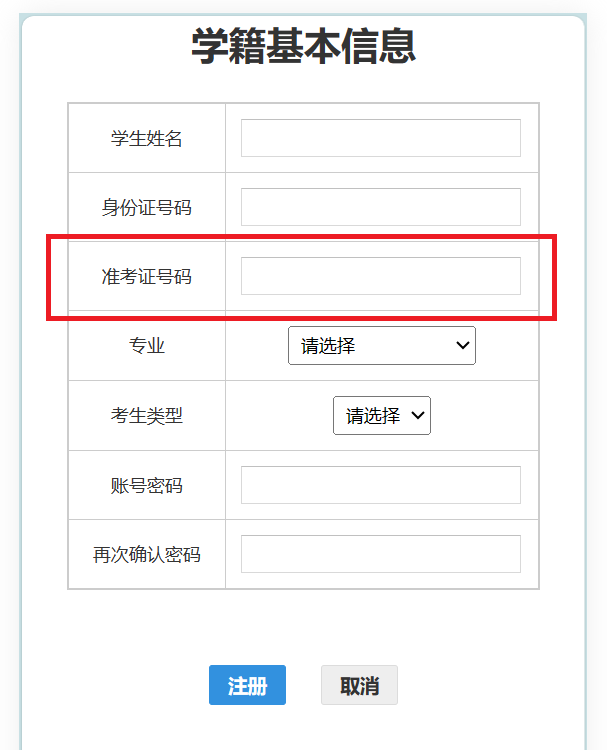 学籍基本信息
学生姓名
身份证号码
准考证号码
专业 请选择
考生类型 请选择
账号密码
再次确认密码
注册 取消